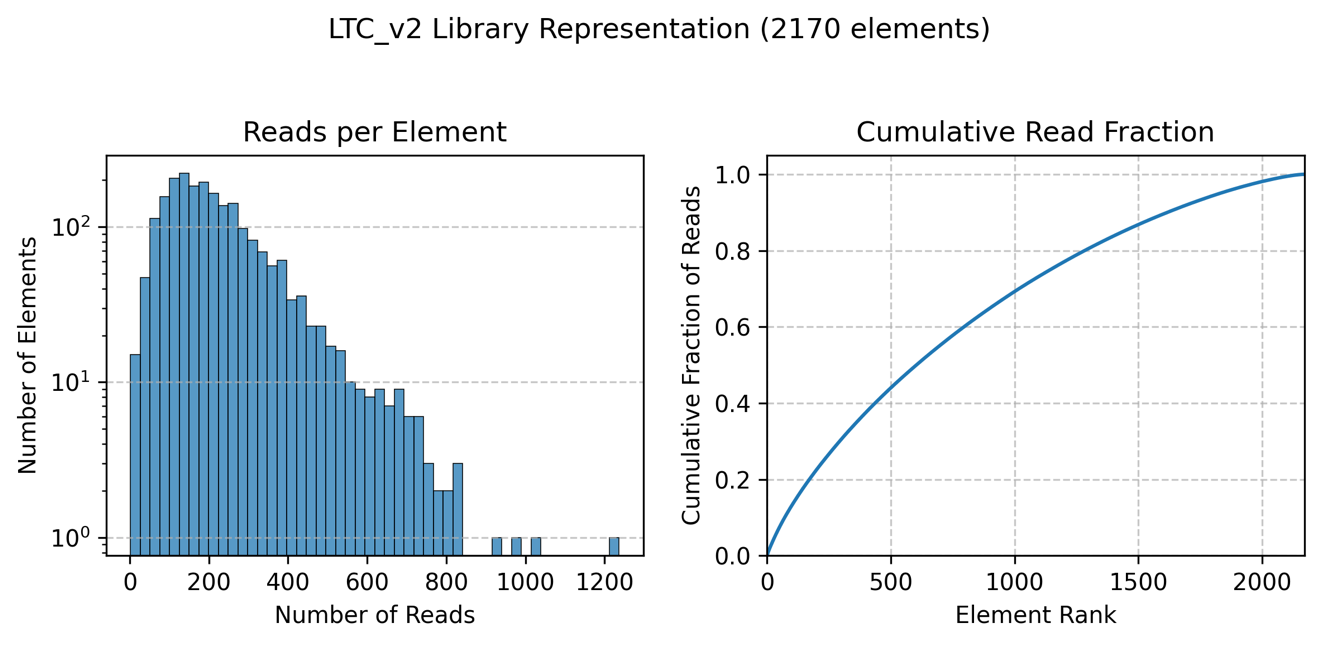 LTC_v2 Library Representation (2170 elements)
Reads per Element
Number of Elements
10²
10¹
10⁰
0 200 400 600 800 1000 1200
Number of Reads
Cumulative Read Fraction
Cumulative Fraction of Reads
1.0
0.8
0.6
0.4
0.2
0.0
0 500 1000 1500 2000
Element Rank